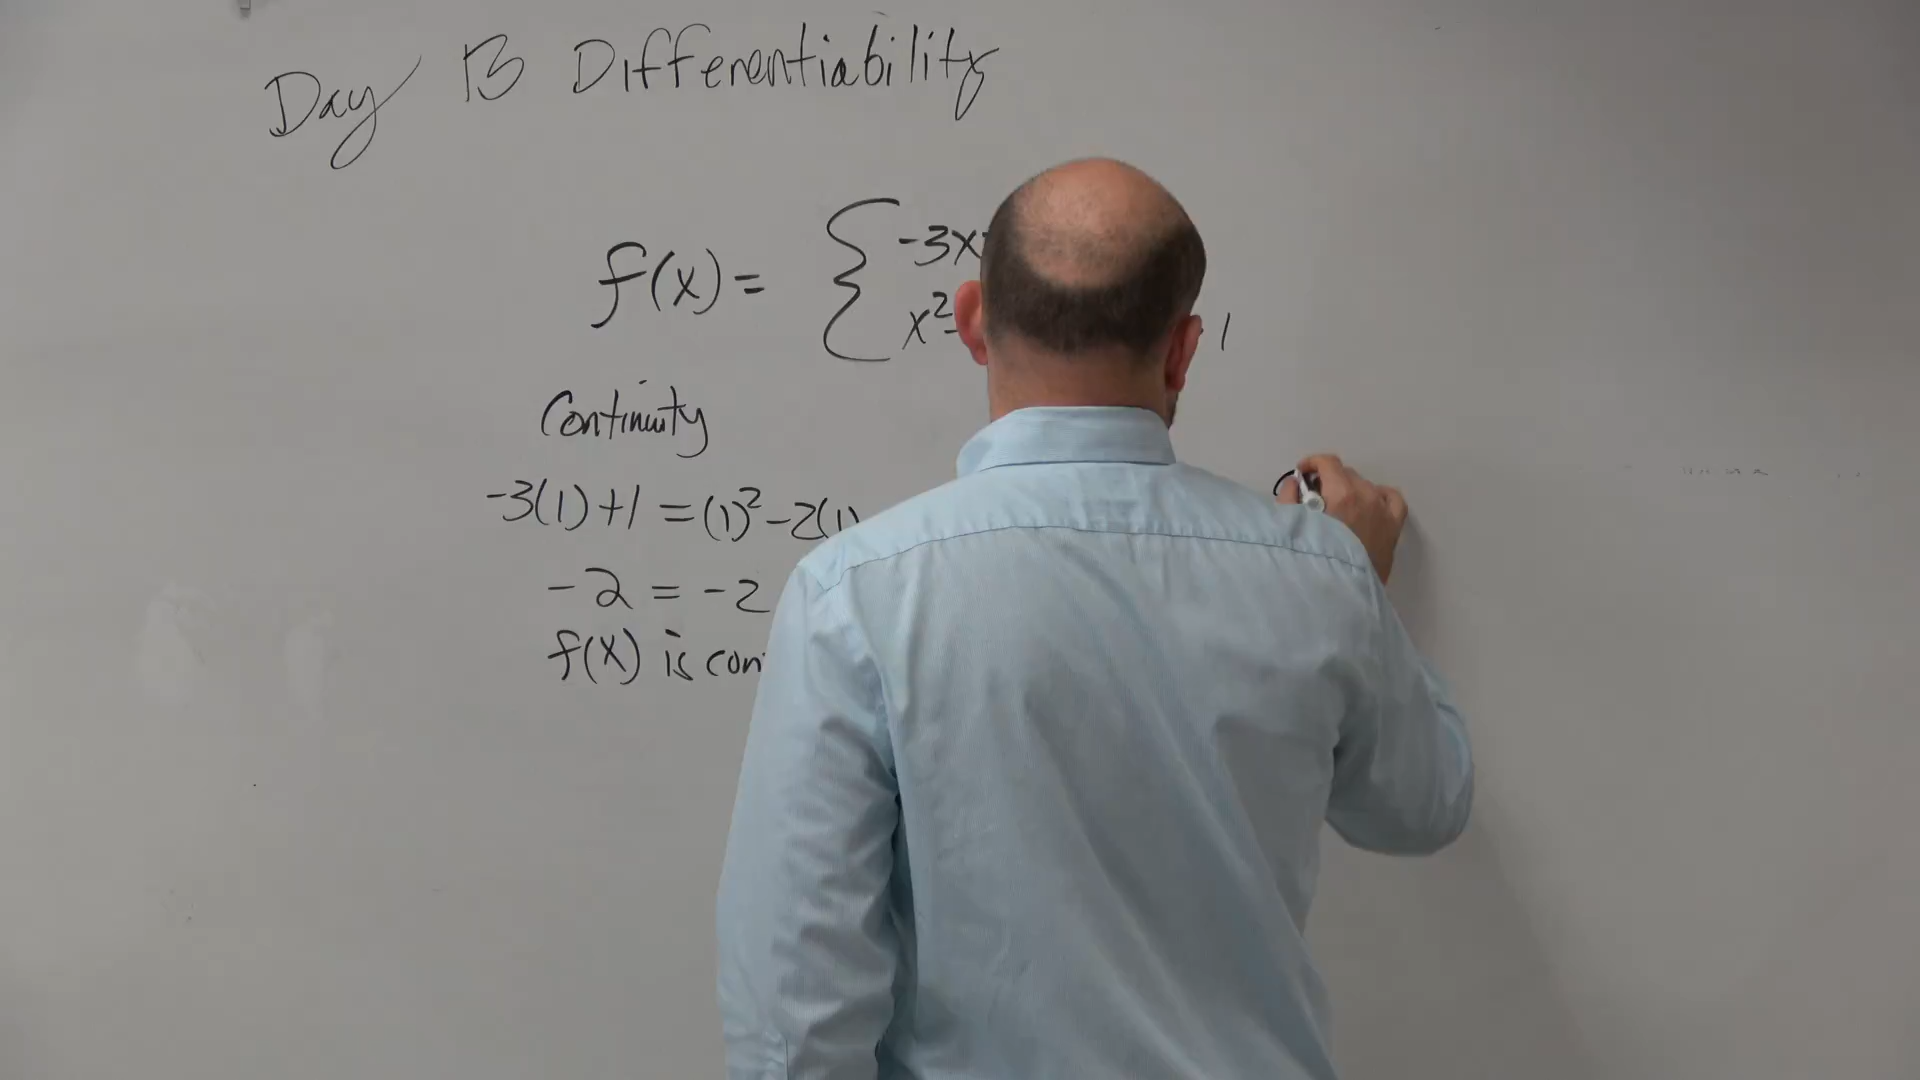 Day 13 Differentiability
f(x) = { -3x
x² - 1
Continuity
-3(1)+1 = (1)² -2(1)
-2 = -2
f(x) is con